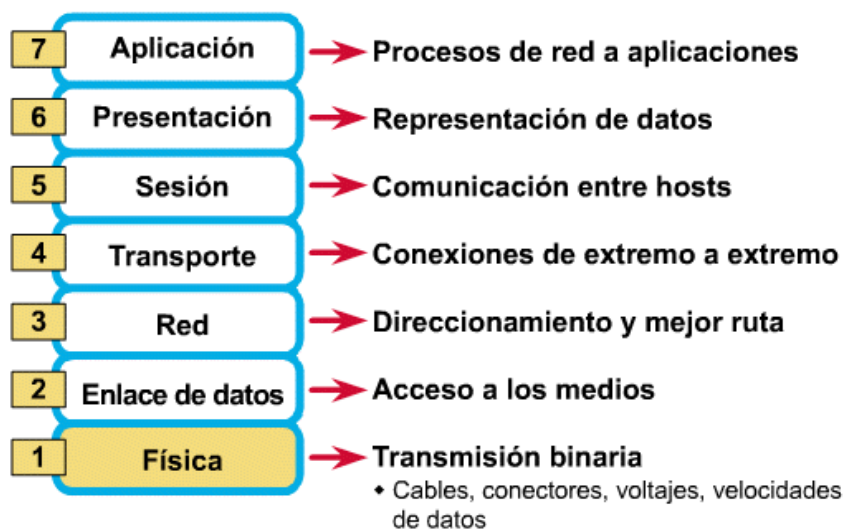 7 Aplicación Procesos de red a aplicaciones
6 Presentación Representación de datos
5 Sesión Comunicación entre hosts
4 Transporte Conexiones de extremo a extremo
3 Red Direccionamiento y mejor ruta
2 Enlace de datos Acceso a los medios
1 Física Transmisión binaria
Cables, conectores, voltajes, velocidades
de datos